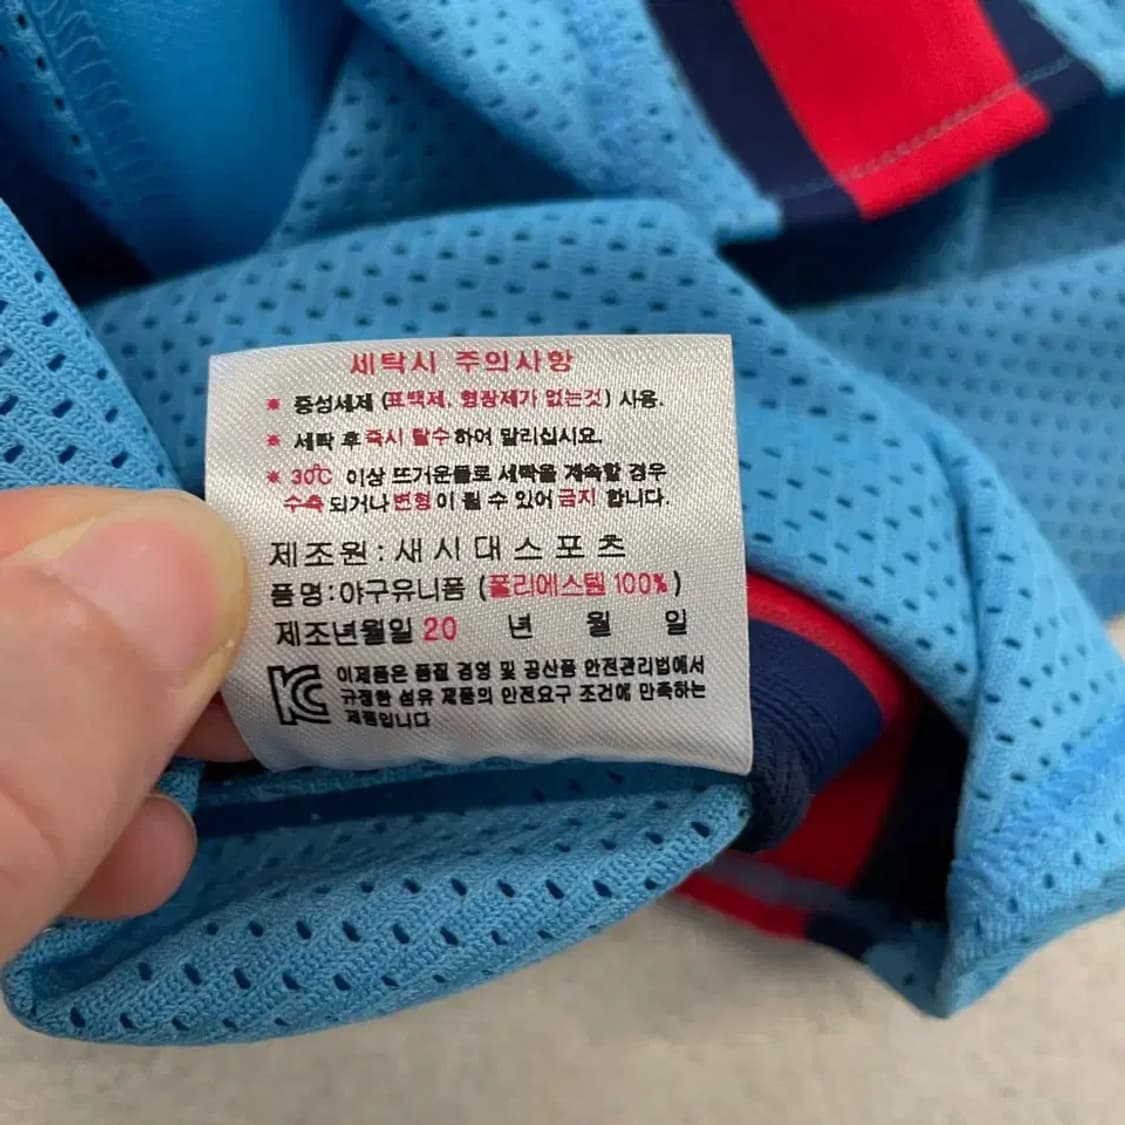 세탁시 주의사항
* 중성세제 (표백제, 형광제가 없는것) 사용.
* 세탁 후 즉시 탈수하여 말리십시요.
* 30℃ 이상 뜨거운물로 세탁을 계속할 경우
수축 되거나 변형이 될 수 있어 금지 합니다.
제조원 : 새시대스포츠
품명:야구유니폼 (폴리에스텔 100%)
제조년월일 20 년 월 일
이제품은 품질 경영 및 공산품 안전관리법에서
규정한 섬유 제품의 안전요구 조건에 만족하는
제품입니다